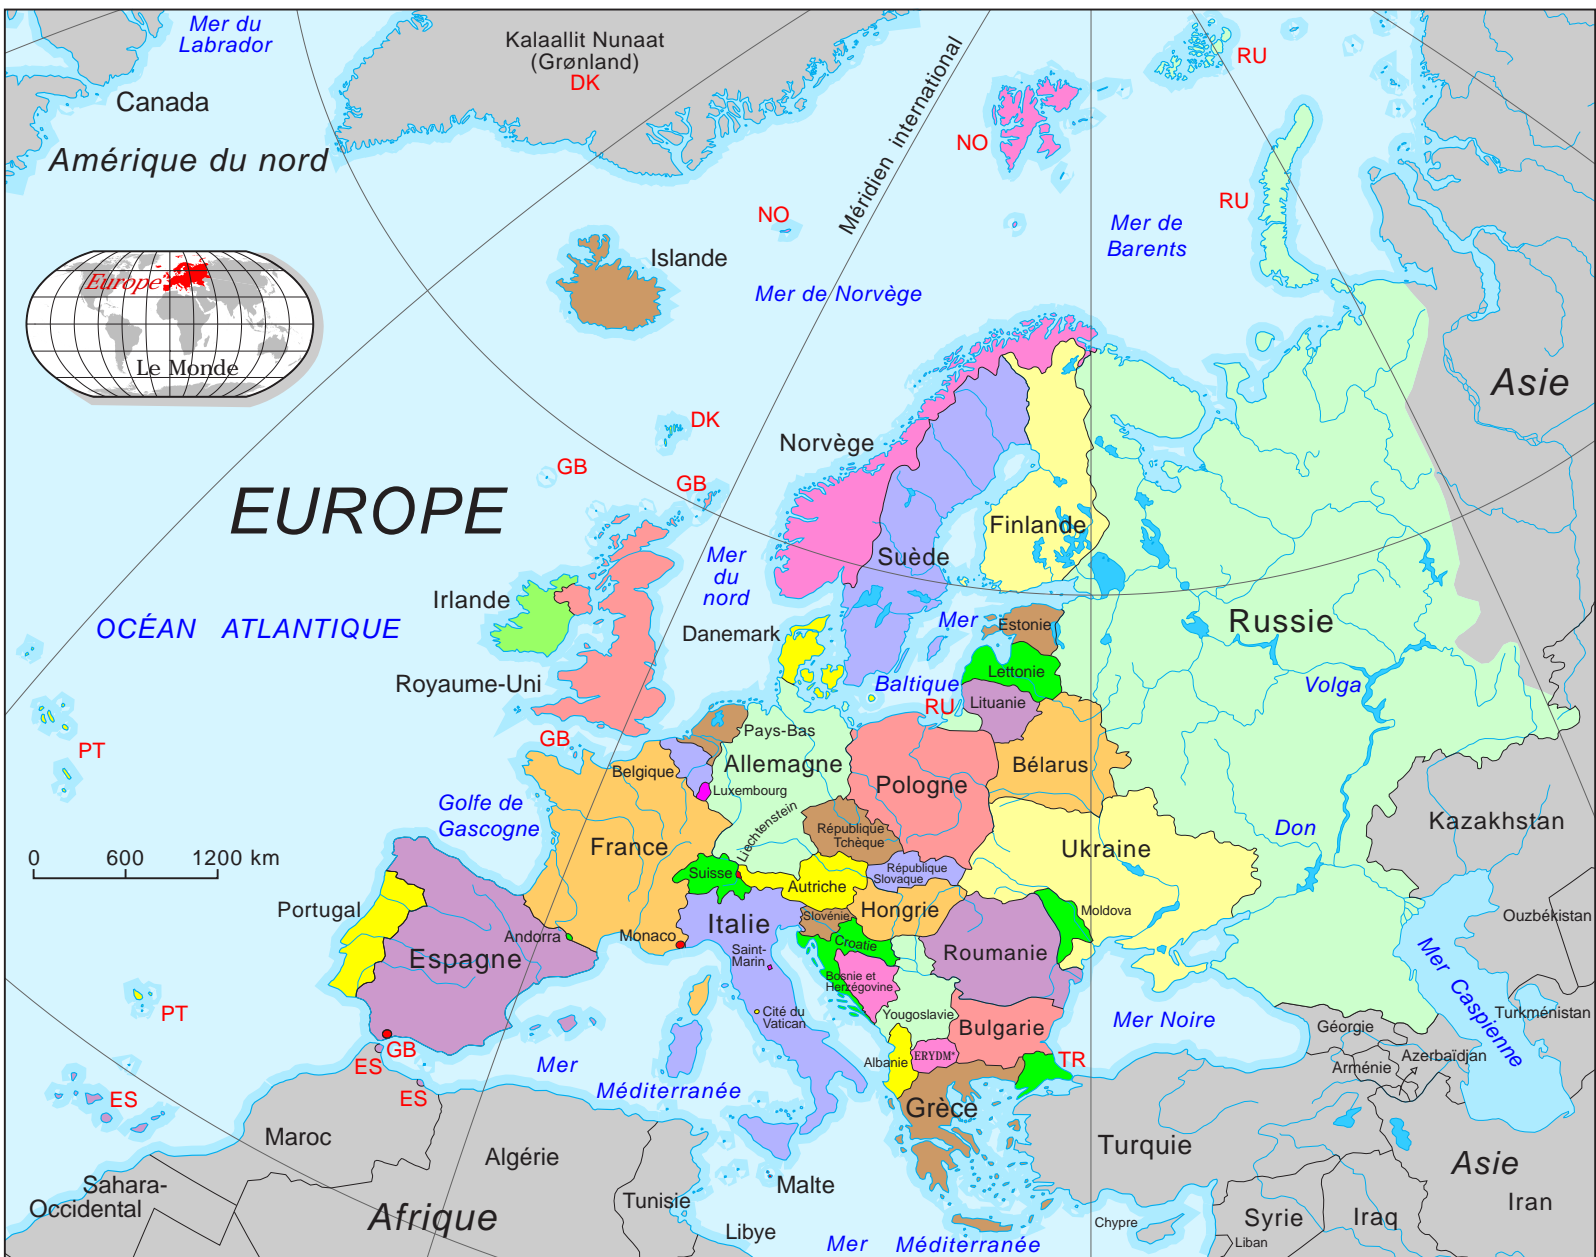 Mer du
Labrador
Kalaallit Nunaat
(Grønland)
DK
Canada
Amérique du nord
Méridien international
RU
NO
RU
NO
Mer de
Barents
Islande
Mer de Norvège
Europe
Le Monde
Asie
DK
GB
GB
Norvège
EUROPE
Finlande
Suède
Mer
du
nord
Irlande
OCÉAN ATLANTIQUE
Danemark
Mer
Baltique
Estonie
Russie
Lettonie
Royaume-Uni
Lituanie
RU
Volga
PT
GB
Pays-Bas
Belgique
Allemagne
Bélarus
Luxembourg
Pologne
Golfe de
Gascogne
Liechtenstein
République
Tchèque
Don
Kazakhstan
France
Ukraine
0 600 1200 km
Suisse
République
Slovaque
Autriche
Portugal
Hongrie
Moldova
Ouzbékistan
Italie
Slovénie
Andorra
Monaco
Croatie
Espagne
Saint-
Marin
Roumanie
Bosnie et
Herzégovine
Mer Caspienne
PT
Cité du
Vatican
Yougoslavie
Bulgarie
Mer Noire
Turkménistan
Géorgie
GB
ES
Albanie
ERYDM*
TR
Azerbaïdjan
Arménie
Mer
Méditerranée
ES
ES
Grèce
Maroc
Algérie
Turquie
Asie
Sahara-
Occidental
Malte
Tunisie
Iran
Afrique
Libye
Chypre
Syrie
Iraq
Liban
Mer Méditerranée